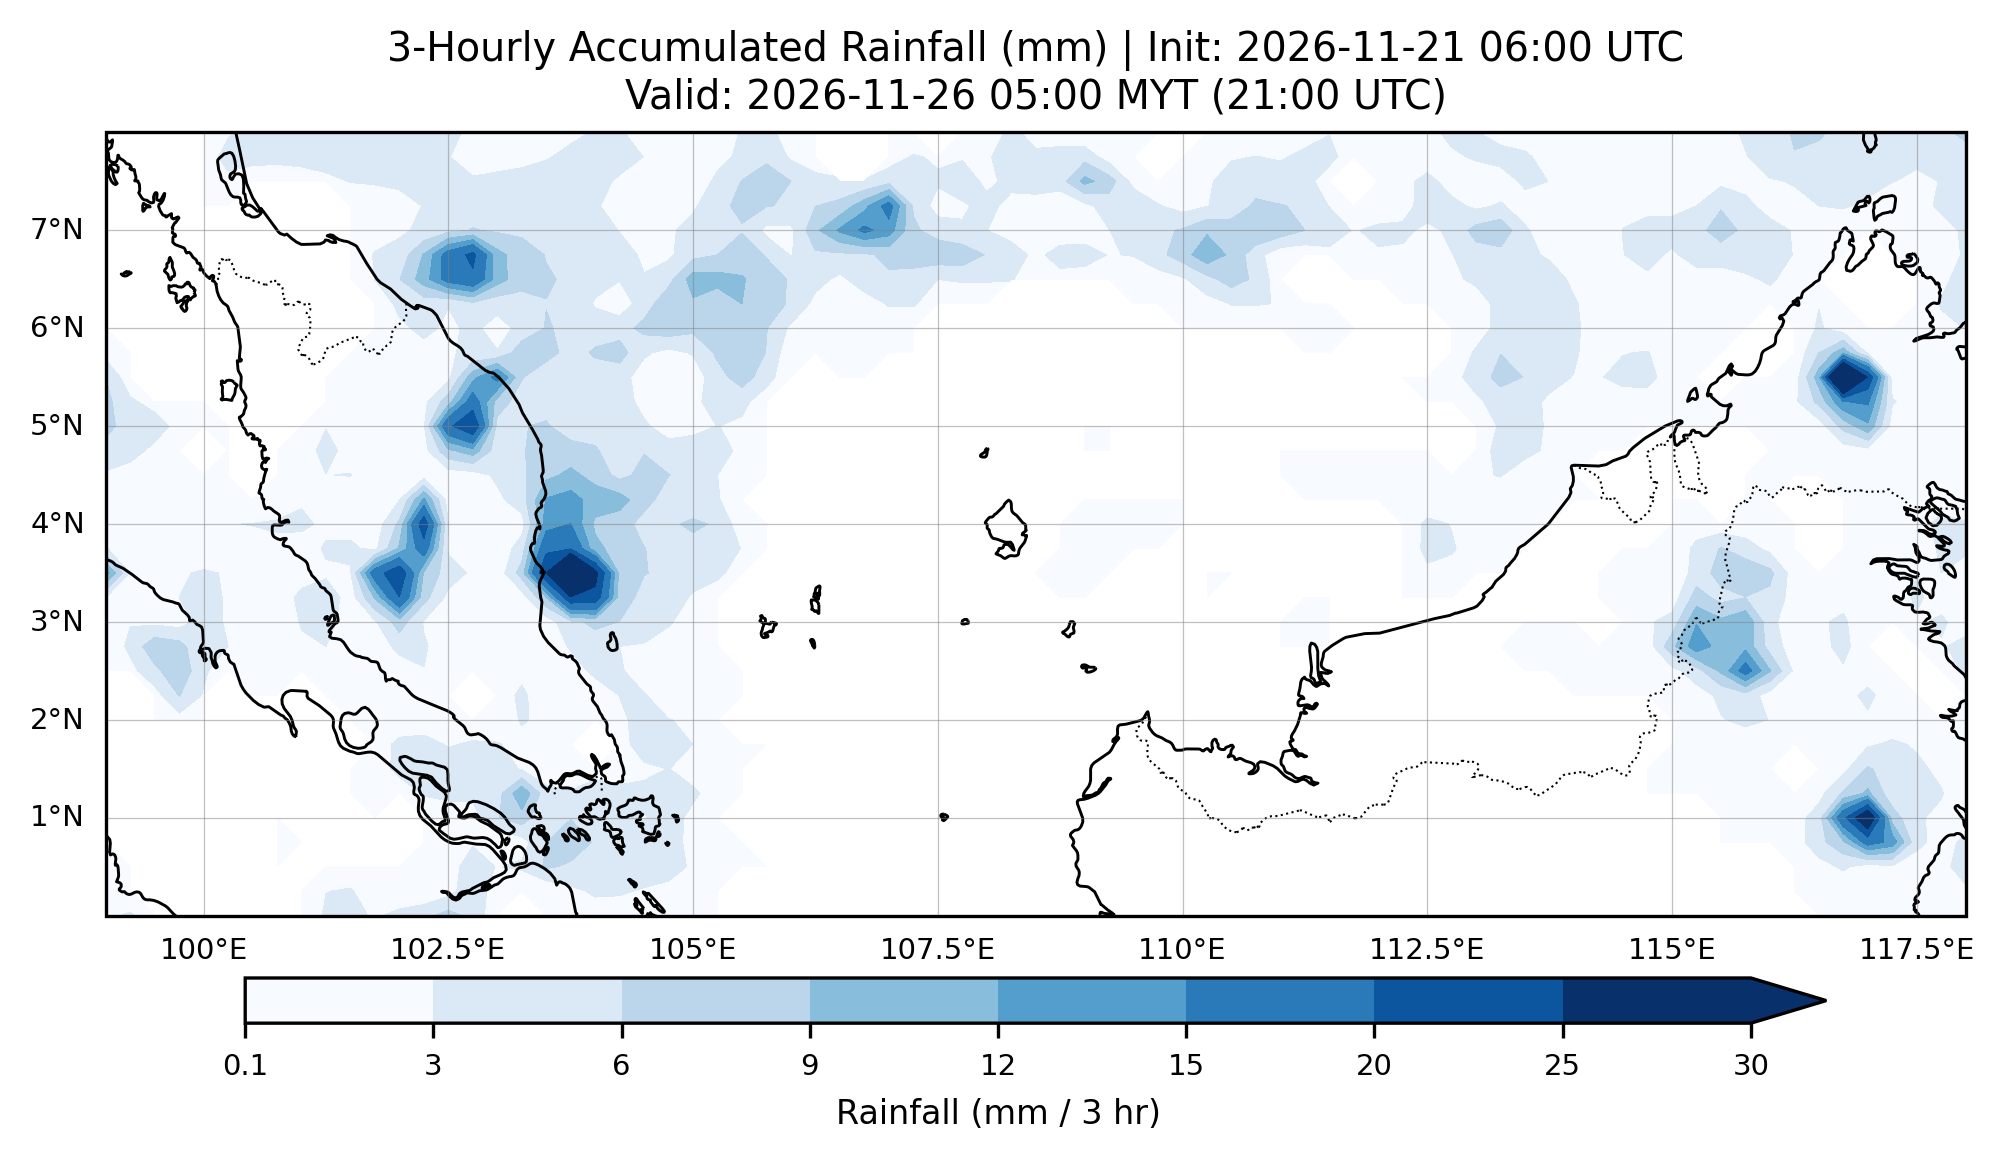 3-Hourly Accumulated Rainfall (mm) | Init: 2026-11-21 06:00 UTC
Valid: 2026-11-26 05:00 MYT (21:00 UTC)
7°N
6°N
5°N
4°N
3°N
2°N
1°N
100°E 102.5°E 105°E 107.5°E 110°E 112.5°E 115°E 117.5°E
0.1 3 6 9 12 15 20 25 30
Rainfall (mm / 3 hr)